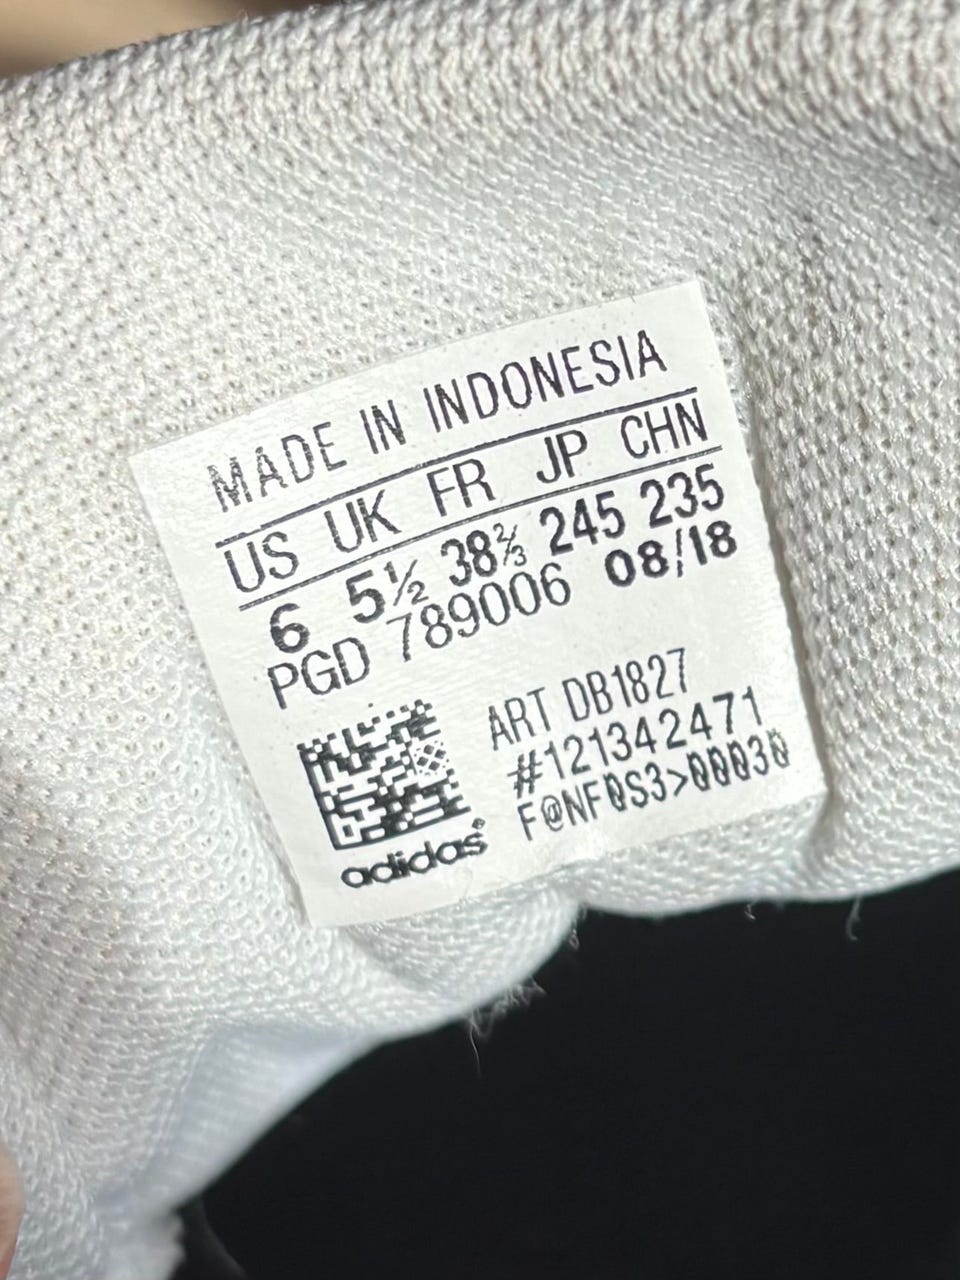 MADE IN INDONESIA
US UK FR JP CHN
6 5½ 38⅔ 245 235
PGD 789006 08/18
ART DB1827
#121342471
F@NF0S3>00030
adidas®